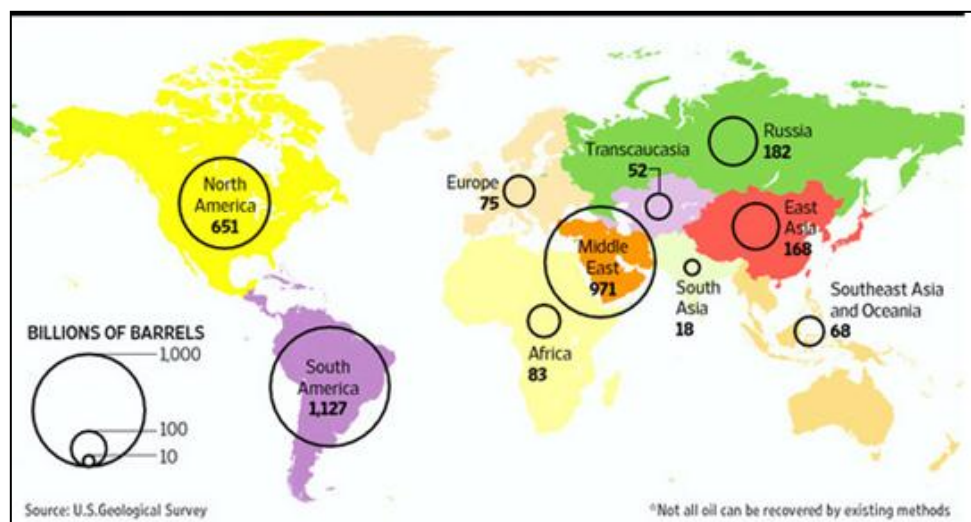 North
America
651
Europe
75
Transcaucasia
52
Russia
182
East
Asia
168
Middle
East
971
South
Asia
18
Southeast Asia
and Oceania
68
Africa
83
South
America
1,127
BILLIONS OF BARRELS
1,000
100
10
Source: U.S.Geological Survey
*Not all oil can be recovered by existing methods